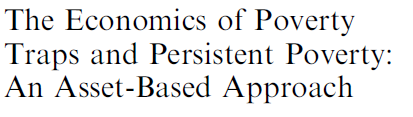 The Economics of Poverty
Traps and Persistent Poverty:
An Asset-Based Approach